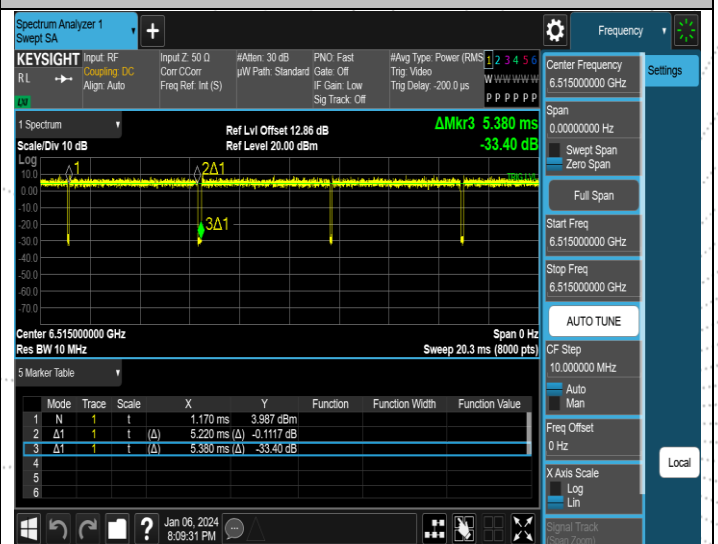 Spectrum Analyzer 1
Swept SA
+
Frequency
KEYSIGHT
RL
LXI
Input: RF
Coupling: DC
Align: Auto
Input Z: 50 Ω
Corr CCorr
Freq Ref: Int (S)
#Atten: 30 dB
µW Path: Standard
PNO: Fast
Gate: Off
IF Gain: Low
Sig Track: Off
#Avg Type: Power (RMS
Trig: Video
Trig Delay: -200.0 µs
1 2 3 4 5 6
W W W W W W
P P P P P P
1 Spectrum
Scale/Div 10 dB
Ref Lvl Offset 12.86 dB
Ref Level 20.00 dBm
ΔMkr3 5.380 ms
-33.40 dB
Log
10.0
0.00
-10.0
-20.0
-30.0
-40.0
-50.0
-60.0
-70.0
1
2Δ1
3Δ1
TRIG LVL
Center 6.515000000 GHz
Res BW 10 MHz
Span 0 Hz
Sweep 20.3 ms (8000 pts)
5 Marker Table
Mode Trace Scale X Y Function Function Width Function Value
1 N 1 t 1.170 ms 3.987 dBm
2 Δ1 1 t (Δ) 5.220 ms (Δ) -0.1117 dB
3 Δ1 1 t (Δ) 5.380 ms (Δ) -33.40 dB
4
5
6
Center Frequency
6.515000000 GHz
Span
0.00000000 Hz
Swept Span
Zero Span
Full Span
Start Freq
6.515000000 GHz
Stop Freq
6.515000000 GHz
AUTO TUNE
CF Step
10.000000 MHz
Auto
Man
Freq Offset
0 Hz
X Axis Scale
Log
Lin
Signal Track
(Span Zoom)
Settings
Local
?
Jan 06, 2024
8:09:31 PM